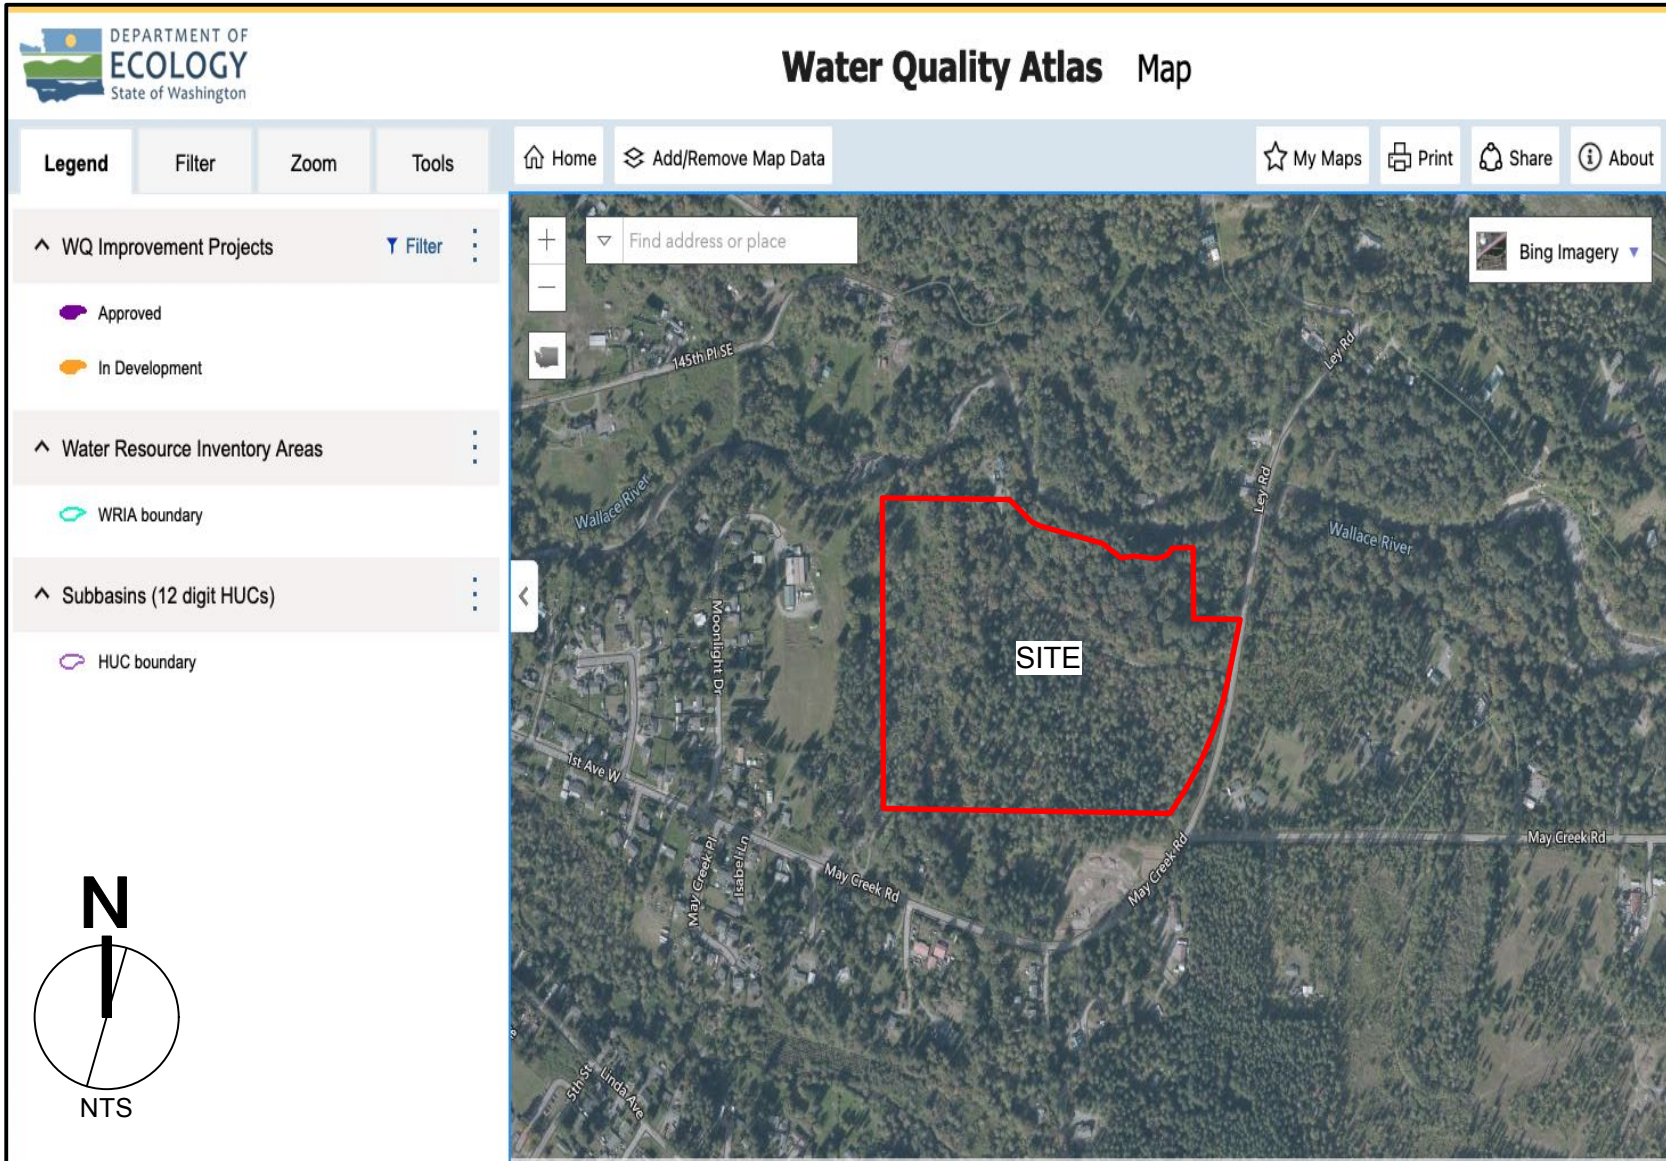 DEPARTMENT OF
ECOLOGY
State of Washington
Water Quality Atlas Map
Legend
Filter
Zoom
Tools
Home
Add/Remove Map Data
My Maps
Print
Share
About
WQ Improvement Projects
Filter
Approved
In Development
Water Resource Inventory Areas
WRIA boundary
Subbasins (12 digit HUCs)
HUC boundary
N
NTS
+
Find address or place
−
Bing Imagery
145th Pl SE
Ley Rd
Wallace River
Ley Rd
Wallace River
Moonlight Dr
SITE
1st Ave W
May Creek Pl
Isabel Ln
May Creek Rd
May Creek Rd
May Creek Rd
5th St
Linda Ave